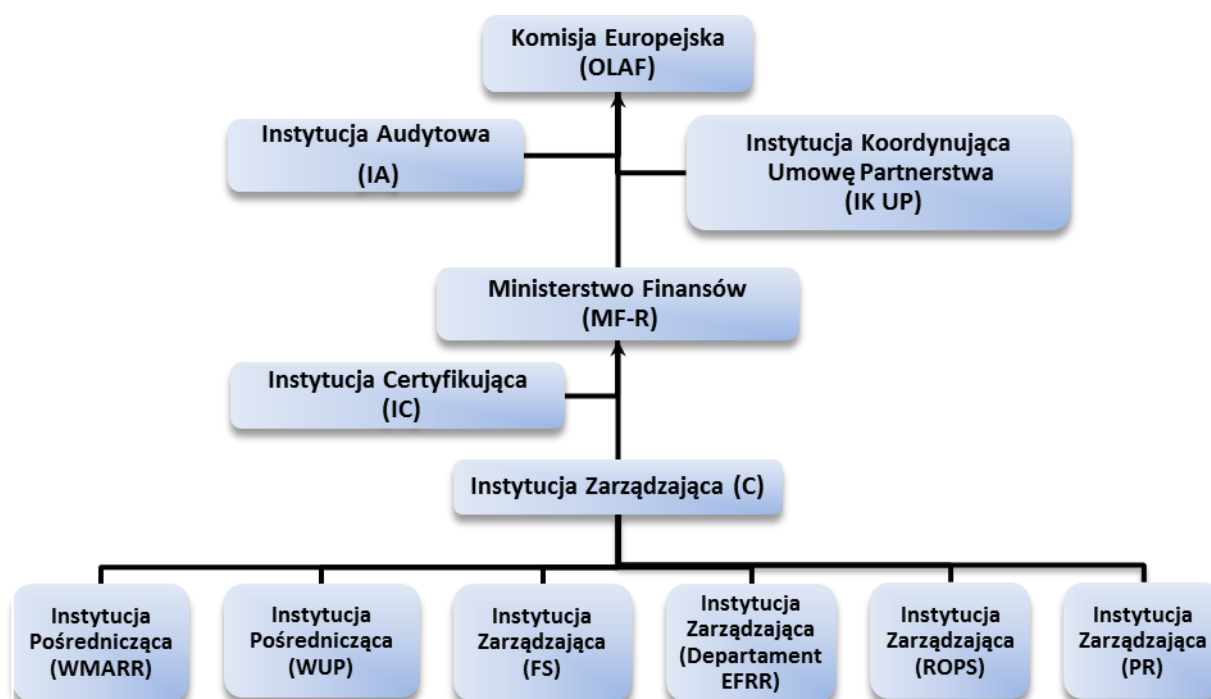 Komisja Europejska
(OLAF)
Instytucja Audytowa
(IA)
Instytucja Koordynująca
Umowę Partnerstwa
(IK UP)
Ministerstwo Finansów
(MF-R)
Instytucja Certyfikująca
(IC)
Instytucja Zarządzająca (C)
Instytucja
Pośrednicząca
(WMARR)
Instytucja
Pośrednicząca
(WUP)
Instytucja
Zarządzająca
(FS)
Instytucja
Zarządzająca
(Departament
EFRR)
Instytucja
Zarządzająca
(ROPS)
Instytucja
Zarządzająca
(PR)